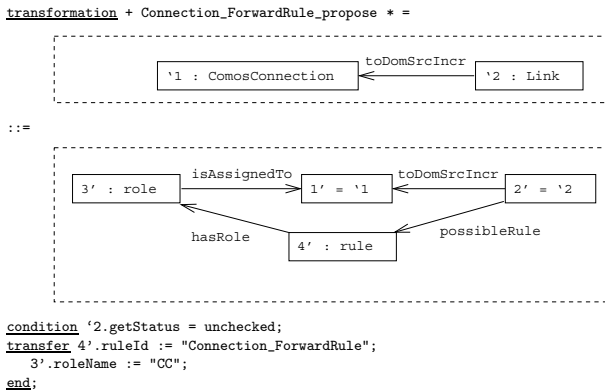 transformation + Connection_ForwardRule_propose * =
toDomSrcIncr
‘1 : ComosConnection
‘2 : Link
::=
isAssignedTo
toDomSrcIncr
3’ : role
1’ = ‘1
2’ = ‘2
hasRole
possibleRule
4’ : rule
condition ‘2.getStatus = unchecked;
transfer 4’.ruleId := "Connection_ForwardRule";
3’.roleName := "CC";
end;